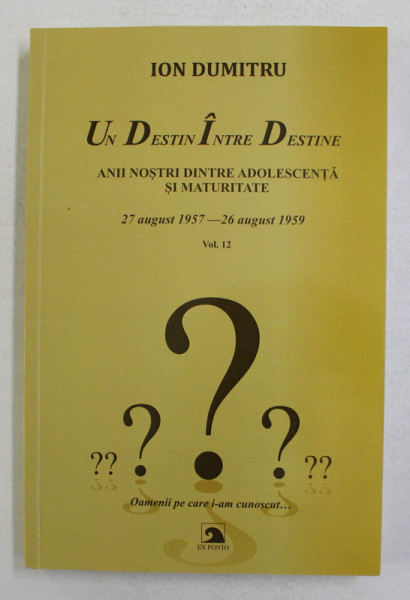 ION DUMITRU
UN DESTIN ÎNTRE DESTINE
ANII NOȘTRI DINTRE ADOLESCENȚĂ
ȘI MATURITATE
27 august 1957 —26 august 1959
Vol. 12
?? ? ? ? ??
Oamenii pe care i-am cunoscut…
EX PONTO